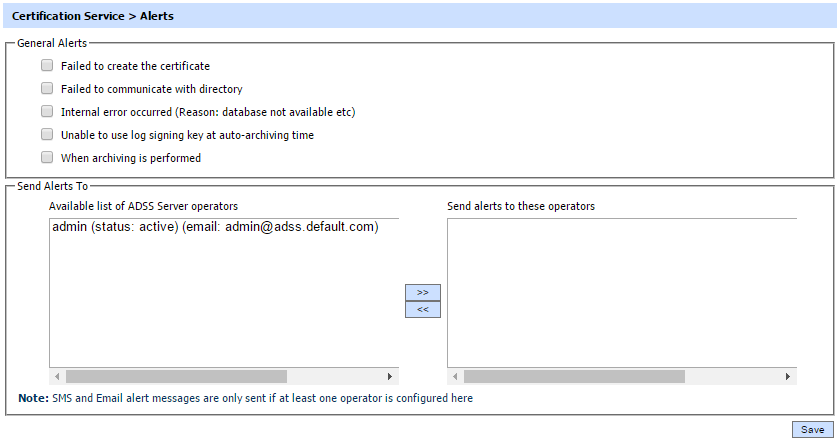 Certification Service > Alerts
General Alerts
Failed to create the certificate
Failed to communicate with directory
Internal error occurred (Reason: database not available etc)
Unable to use log signing key at auto-archiving time
When archiving is performed
Send Alerts To
Available list of ADSS Server operators
admin (status: active) (email: admin@adss.default.com)
>>
<<
Send alerts to these operators
Note: SMS and Email alert messages are only sent if at least one operator is configured here
Save